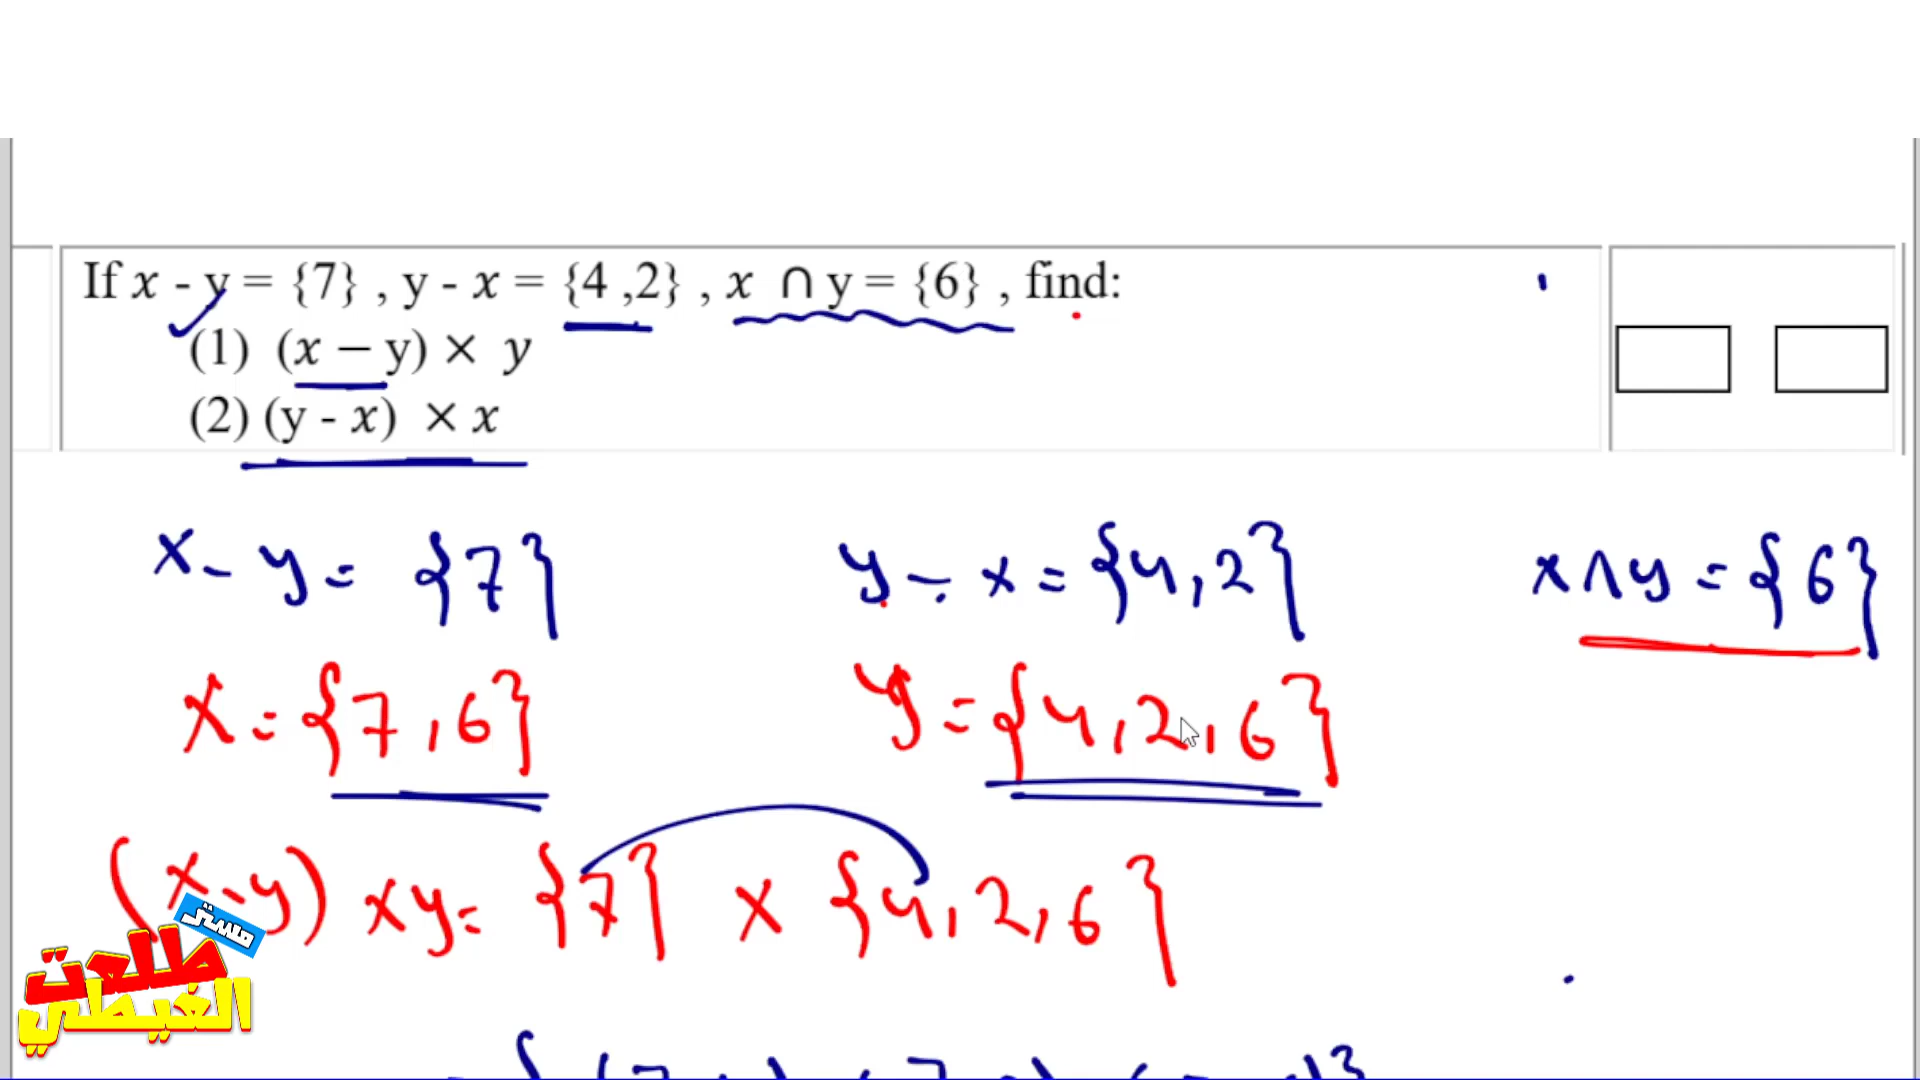 If x - y = {7} , y - x = {4 ,2} , x ∩ y = {6} , find:
(1) (x − y) × y
(2) (y - x) × x
x - y = {7}
y - x = {4, 2}
x ∩ y = {6}
X = {7, 6}
y = {4, 2, 6}
(x - y) x y = {7} x {4, 2, 6}
مستر
طلعت
الغيطي